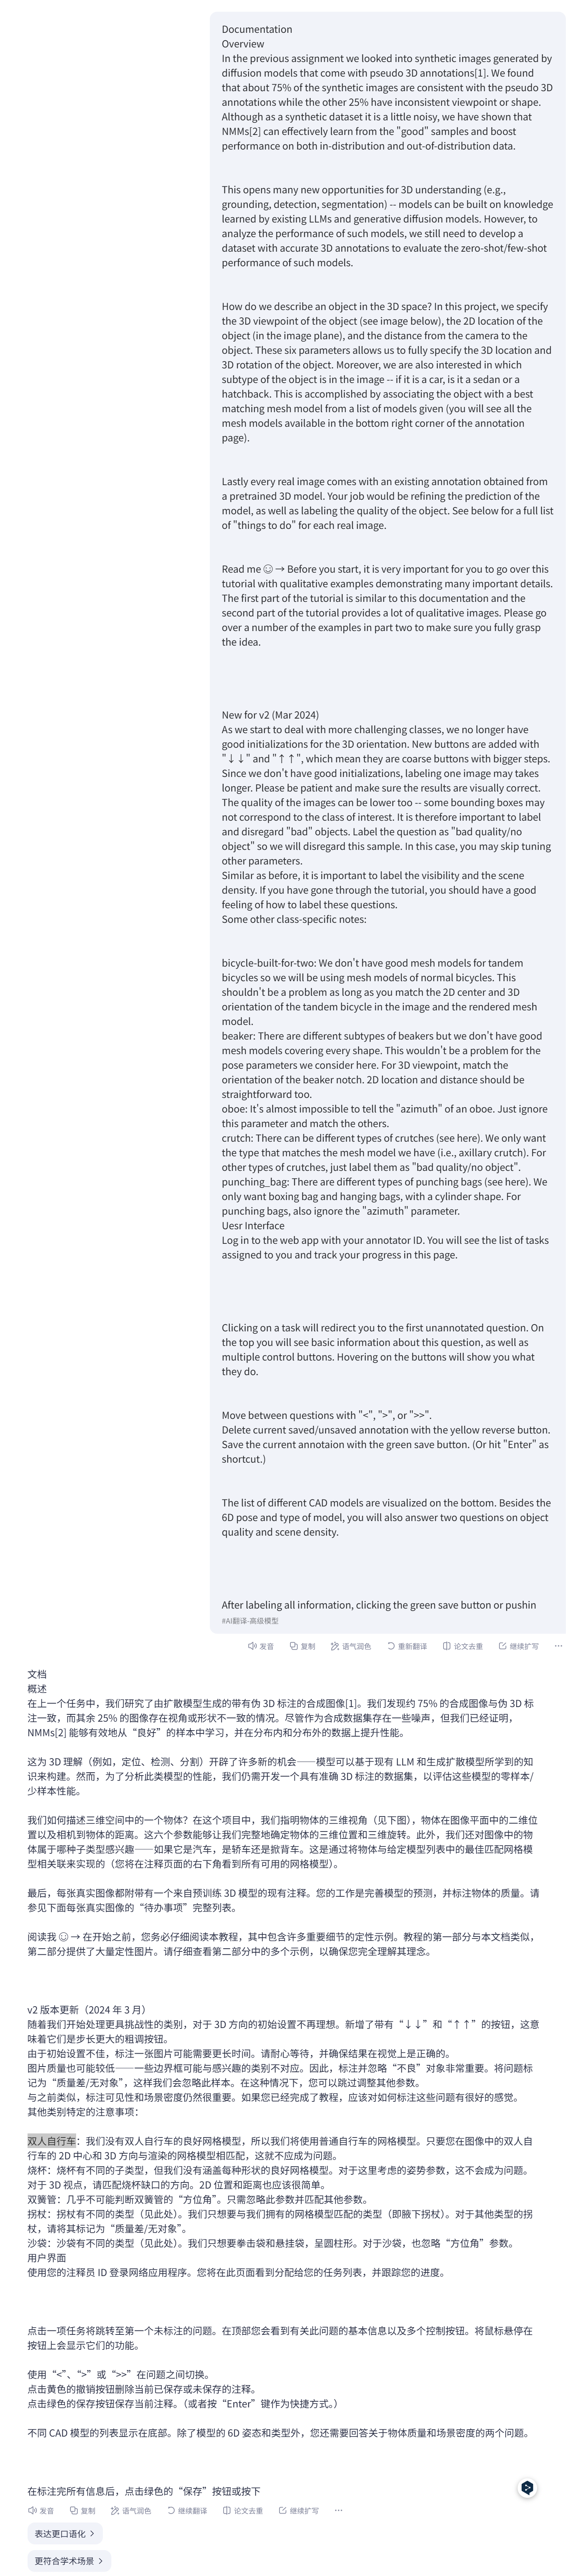 Documentation
Overview
In the previous assignment we looked into synthetic images generated by
diffusion models that come with pseudo 3D annotations[1]. We found
that about 75% of the synthetic images are consistent with the pseudo 3D
annotations while the other 25% have inconsistent viewpoint or shape.
Although as a synthetic dataset it is a little noisy, we have shown that
NMMs[2] can effectively learn from the "good" samples and boost
performance on both in-distribution and out-of-distribution data.
This opens many new opportunities for 3D understanding (e.g.,
grounding, detection, segmentation) -- models can be built on knowledge
learned by existing LLMs and generative diffusion models. However, to
analyze the performance of such models, we still need to develop a
dataset with accurate 3D annotations to evaluate the zero-shot/few-shot
performance of such models.
How do we describe an object in the 3D space? In this project, we specify
the 3D viewpoint of the object (see image below), the 2D location of the
object (in the image plane), and the distance from the camera to the
object. These six parameters allows us to fully specify the 3D location and
3D rotation of the object. Moreover, we are also interested in which
subtype of the object is in the image -- if it is a car, is it a sedan or a
hatchback. This is accomplished by associating the object with a best
matching mesh model from a list of models given (you will see all the
mesh models available in the bottom right corner of the annotation
page).
Lastly every real image comes with an existing annotation obtained from
a pretrained 3D model. Your job would be refining the prediction of the
model, as well as labeling the quality of the object. See below for a full list
of "things to do" for each real image.
Read me ☺ → Before you start, it is very important for you to go over this
tutorial with qualitative examples demonstrating many important details.
The first part of the tutorial is similar to this documentation and the
second part of the tutorial provides a lot of qualitative images. Please go
over a number of the examples in part two to make sure you fully grasp
the idea.
New for v2 (Mar 2024)
As we start to deal with more challenging classes, we no longer have
good initializations for the 3D orientation. New buttons are added with
"↓↓" and "↑↑", which mean they are coarse buttons with bigger steps.
Since we don't have good initializations, labeling one image may takes
longer. Please be patient and make sure the results are visually correct.
The quality of the images can be lower too -- some bounding boxes may
not correspond to the class of interest. It is therefore important to label
and disregard "bad" objects. Label the question as "bad quality/no
object" so we will disregard this sample. In this case, you may skip tuning
other parameters.
Similar as before, it is important to label the visibility and the scene
density. If you have gone through the tutorial, you should have a good
feeling of how to label these questions.
Some other class-specific notes:
bicycle-built-for-two: We don't have good mesh models for tandem
bicycles so we will be using mesh models of normal bicycles. This
shouldn't be a problem as long as you match the 2D center and 3D
orientation of the tandem bicycle in the image and the rendered mesh
model.
beaker: There are different subtypes of beakers but we don't have good
mesh models covering every shape. This wouldn't be a problem for the
pose parameters we consider here. For 3D viewpoint, match the
orientation of the beaker notch. 2D location and distance should be
straightforward too.
oboe: It's almost impossible to tell the "azimuth" of an oboe. Just ignore
this parameter and match the others.
crutch: There can be different types of crutches (see here). We only want
the type that matches the mesh model we have (i.e., axillary crutch). For
other types of crutches, just label them as "bad quality/no object".
punching_bag: There are different types of punching bags (see here). We
only want boxing bag and hanging bags, with a cylinder shape. For
punching bags, also ignore the "azimuth" parameter.
Uesr Interface
Log in to the web app with your annotator ID. You will see the list of tasks
assigned to you and track your progress in this page.
Clicking on a task will redirect you to the first unannotated question. On
the top you will see basic information about this question, as well as
multiple control buttons. Hovering on the buttons will show you what
they do.
Move between questions with "<", ">", or ">>".
Delete current saved/unsaved annotation with the yellow reverse button.
Save the current annotaion with the green save button. (Or hit "Enter" as
shortcut.)
The list of different CAD models are visualized on the bottom. Besides the
6D pose and type of model, you will also answer two questions on object
quality and scene density.
After labeling all information, clicking the green save button or pushin
#AI翻译-高级模型
发音 复制 语气润色 重新翻译 论文去重 继续扩写 ···
文档
概述
在上一个任务中，我们研究了由扩散模型生成的带有伪 3D 标注的合成图像[1]。我们发现约 75% 的合成图像与伪 3D 标
注一致，而其余 25% 的图像存在视角或形状不一致的情况。尽管作为合成数据集存在一些噪声，但我们已经证明，
NMMs[2] 能够有效地从“良好”的样本中学习，并在分布内和分布外的数据上提升性能。
这为 3D 理解（例如，定位、检测、分割）开辟了许多新的机会——模型可以基于现有 LLM 和生成扩散模型所学到的知
识来构建。然而，为了分析此类模型的性能，我们仍需开发一个具有准确 3D 标注的数据集，以评估这些模型的零样本/
少样本性能。
我们如何描述三维空间中的一个物体？在这个项目中，我们指明物体的三维视角（见下图），物体在图像平面中的二维位
置以及相机到物体的距离。这六个参数能够让我们完整地确定物体的三维位置和三维旋转。此外，我们还对图像中的物
体属于哪种子类型感兴趣——如果它是汽车，是轿车还是掀背车。这是通过将物体与给定模型列表中的最佳匹配网格模
型相关联来实现的（您将在注释页面的右下角看到所有可用的网格模型）。
最后，每张真实图像都附带有一个来自预训练 3D 模型的现有注释。您的工作是完善模型的预测，并标注物体的质量。请
参见下面每张真实图像的“待办事项”完整列表。
阅读我 ☺ → 在开始之前，您务必仔细阅读本教程，其中包含许多重要细节的定性示例。教程的第一部分与本文档类似，
第二部分提供了大量定性图片。请仔细查看第二部分中的多个示例，以确保您完全理解其理念。
v2 版本更新（2024 年 3 月）
随着我们开始处理更具挑战性的类别，对于 3D 方向的初始设置不再理想。新增了带有“↓↓”和“↑↑”的按钮，这意
味着它们是步长更大的粗调按钮。
由于初始设置不佳，标注一张图片可能需要更长时间。请耐心等待，并确保结果在视觉上是正确的。
图片质量也可能较低——一些边界框可能与感兴趣的类别不对应。因此，标注并忽略“不良”对象非常重要。将问题标
记为“质量差/无对象”，这样我们会忽略此样本。在这种情况下，您可以跳过调整其他参数。
与之前类似，标注可见性和场景密度仍然很重要。如果您已经完成了教程，应该对如何标注这些问题有很好的感觉。
其他类别特定的注意事项：
双人自行车：我们没有双人自行车的良好网格模型，所以我们将使用普通自行车的网格模型。只要您在图像中的双人自
行车的 2D 中心和 3D 方向与渲染的网格模型相匹配，这就不应成为问题。
烧杯：烧杯有不同的子类型，但我们没有涵盖每种形状的良好网格模型。对于这里考虑的姿势参数，这不会成为问题。
对于 3D 视点，请匹配烧杯缺口的方向。2D 位置和距离也应该很简单。
双簧管：几乎不可能判断双簧管的“方位角”。只需忽略此参数并匹配其他参数。
拐杖：拐杖有不同的类型（见此处）。我们只想要与我们拥有的网格模型匹配的类型（即腋下拐杖）。对于其他类型的拐
杖，请将其标记为“质量差/无对象”。
沙袋：沙袋有不同的类型（见此处）。我们只想要拳击袋和悬挂袋，呈圆柱形。对于沙袋，也忽略“方位角”参数。
用户界面
使用您的注释员 ID 登录网络应用程序。您将在此页面看到分配给您的任务列表，并跟踪您的进度。
点击一项任务将跳转至第一个未标注的问题。在顶部您会看到有关此问题的基本信息以及多个控制按钮。将鼠标悬停在
按钮上会显示它们的功能。
使用“<”、“>”或“>>”在问题之间切换。
点击黄色的撤销按钮删除当前已保存或未保存的注释。
点击绿色的保存按钮保存当前注释。（或者按“Enter”键作为快捷方式。）
不同 CAD 模型的列表显示在底部。除了模型的 6D 姿态和类型外，您还需要回答关于物体质量和场景密度的两个问题。
在标注完所有信息后，点击绿色的“保存”按钮或按下
发音 复制 语气润色 继续翻译 论文去重 继续扩写 ···
表达更口语化 >
更符合学术场景 >